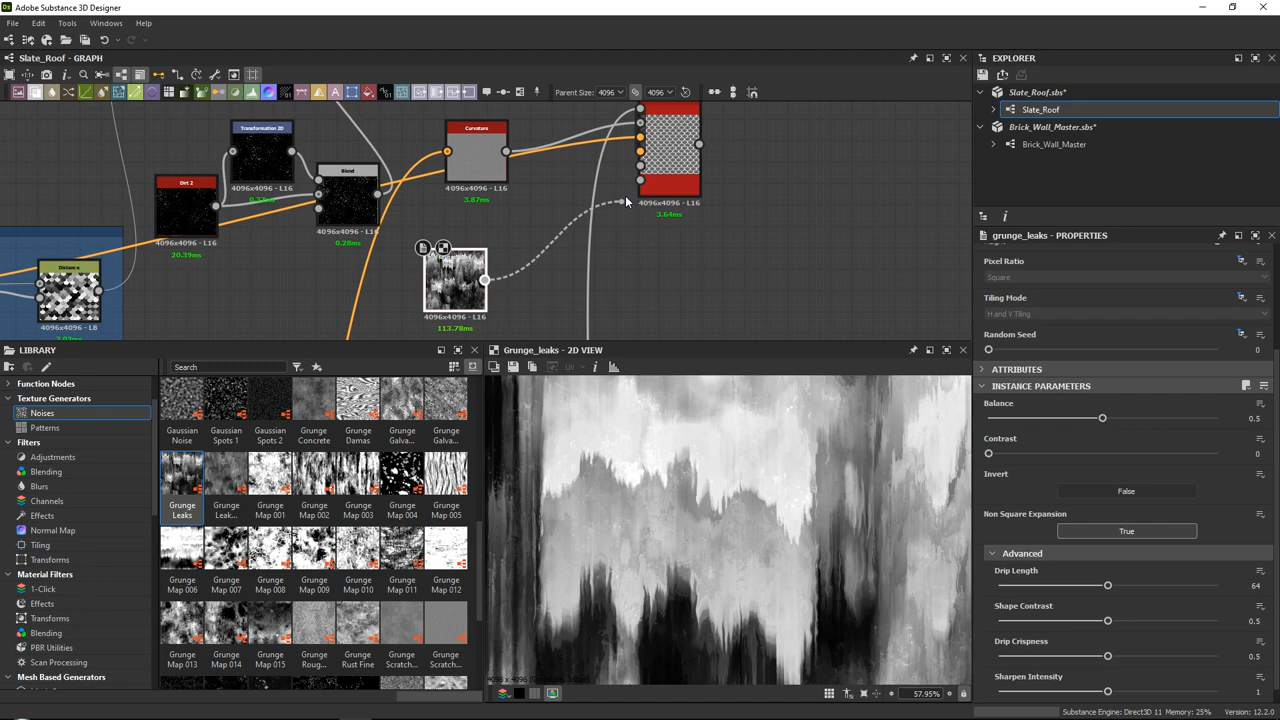 Adobe Substance 3D Designer
File Edit Tools Windows Help
Slate_Roof - GRAPH
Parent Size: 4096 4096
Transformation 2D
4096x4096 - L16
Dirt 2
4096x4096 - L16
20.39ms
Blend
4096x4096 - L16
0.28ms
Curvature
4096x4096 - L16
3.87ms
4096x4096 - L16
3.64ms
4096x4096 - L16
113.78ms
Distance
4096x4096 - L8
EXPLORER
Slate_Roof.sbs*
Slate_Roof
Brick_Wall_Master.sbs*
Brick_Wall_Master
grunge_leaks - PROPERTIES
Pixel Ratio
Square
Tiling Mode
H and V Tiling
Random Seed
0
ATTRIBUTES
INSTANCE PARAMETERS
Balance
0.5
Contrast
0
Invert
False
Non Square Expansion
True
Advanced
Drip Length
64
Shape Contrast
0.5
Drip Crispness
0.5
Sharpen Intensity
1
LIBRARY
Search
Function Nodes
Texture Generators
Noises
Patterns
Filters
Adjustments
Blending
Blurs
Channels
Effects
Normal Map
Tiling
Transforms
Material Filters
1-Click
Effects
Transforms
Blending
PBR Utilities
Scan Processing
Mesh Based Generators
Gaussian Noise
Gaussian Spots 1
Gaussian Spots 2
Grunge Concrete
Grunge Damas
Grunge Galva...
Grunge Galva...
Grunge Leaks
Grunge Leak...
Grunge Map 001
Grunge Map 002
Grunge Map 003
Grunge Map 004
Grunge Map 005
Grunge Map 006
Grunge Map 007
Grunge Map 008
Grunge Map 009
Grunge Map 010
Grunge Map 011
Grunge Map 012
Grunge Map 013
Grunge Map 014
Grunge Map 015
Grunge Roug...
Grunge Rust Fine
Grunge Scratch...
Grunge Scratch...
Grunge_leaks - 2D VIEW
UV
57.95%
Substance Engine: Direct3D 11 Memory: 25% Version: 12.2.0